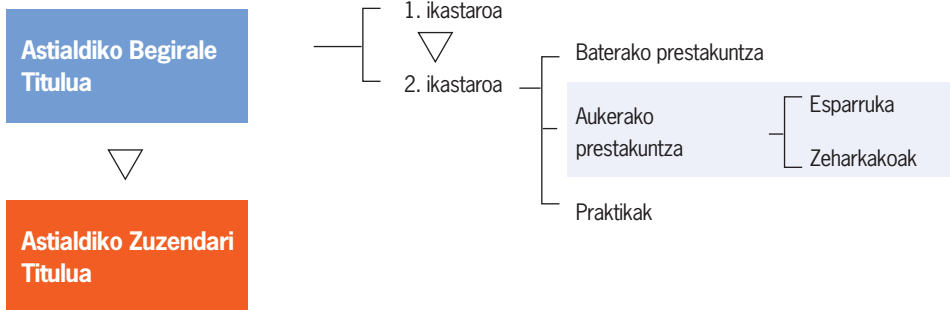 Astialdiko Begirale
Titulua
1. ikastaroa
2. ikastaroa
Baterako prestakuntza
Aukerako
prestakuntza
Esparruka
Zeharkakoak
Praktikak
Astialdiko Zuzendari
Titulua